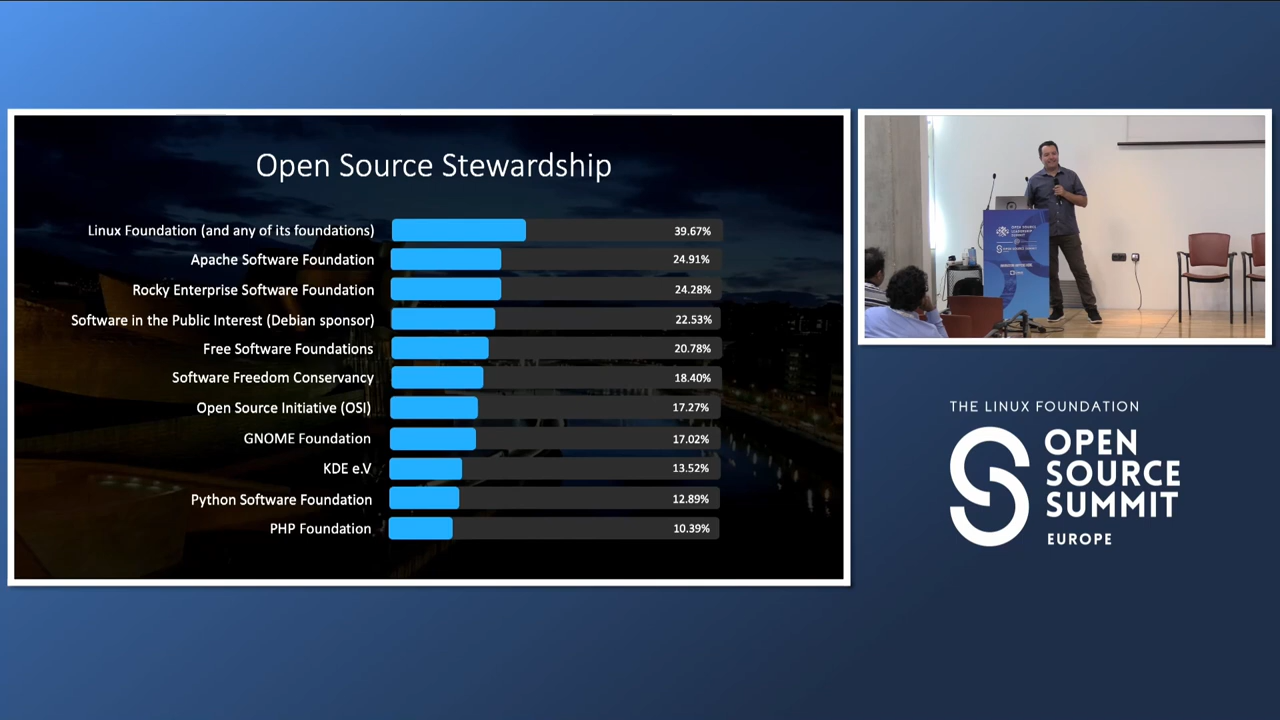 Open Source Stewardship
Linux Foundation (and any of its foundations) 39.67%
Apache Software Foundation 24.91%
Rocky Enterprise Software Foundation 24.28%
Software in the Public Interest (Debian sponsor) 22.53%
Free Software Foundations 20.78%
Software Freedom Conservancy 18.40%
Open Source Initiative (OSI) 17.27%
GNOME Foundation 17.02%
KDE e.V 13.52%
Python Software Foundation 12.89%
PHP Foundation 10.39%
THE LINUX FOUNDATION
OPEN
SOURCE
SUMMIT
EUROPE